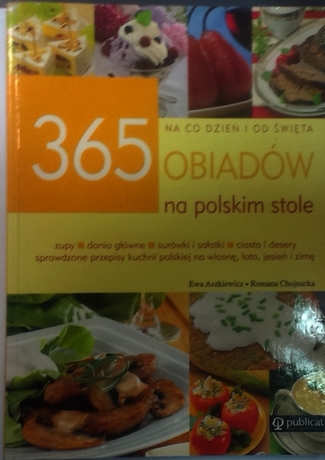 NA CO DZIEŃ I OD ŚWIĘTA
365 OBIADÓW
na polskim stole
zupy ■ dania główne ■ surówki i sałatki ■ ciasta i desery
sprawdzone przepisy kuchni polskiej na wiosnę, lato, jesień i zimę
Ewa Aszkiewicz • Romana Chojnacka
publicat